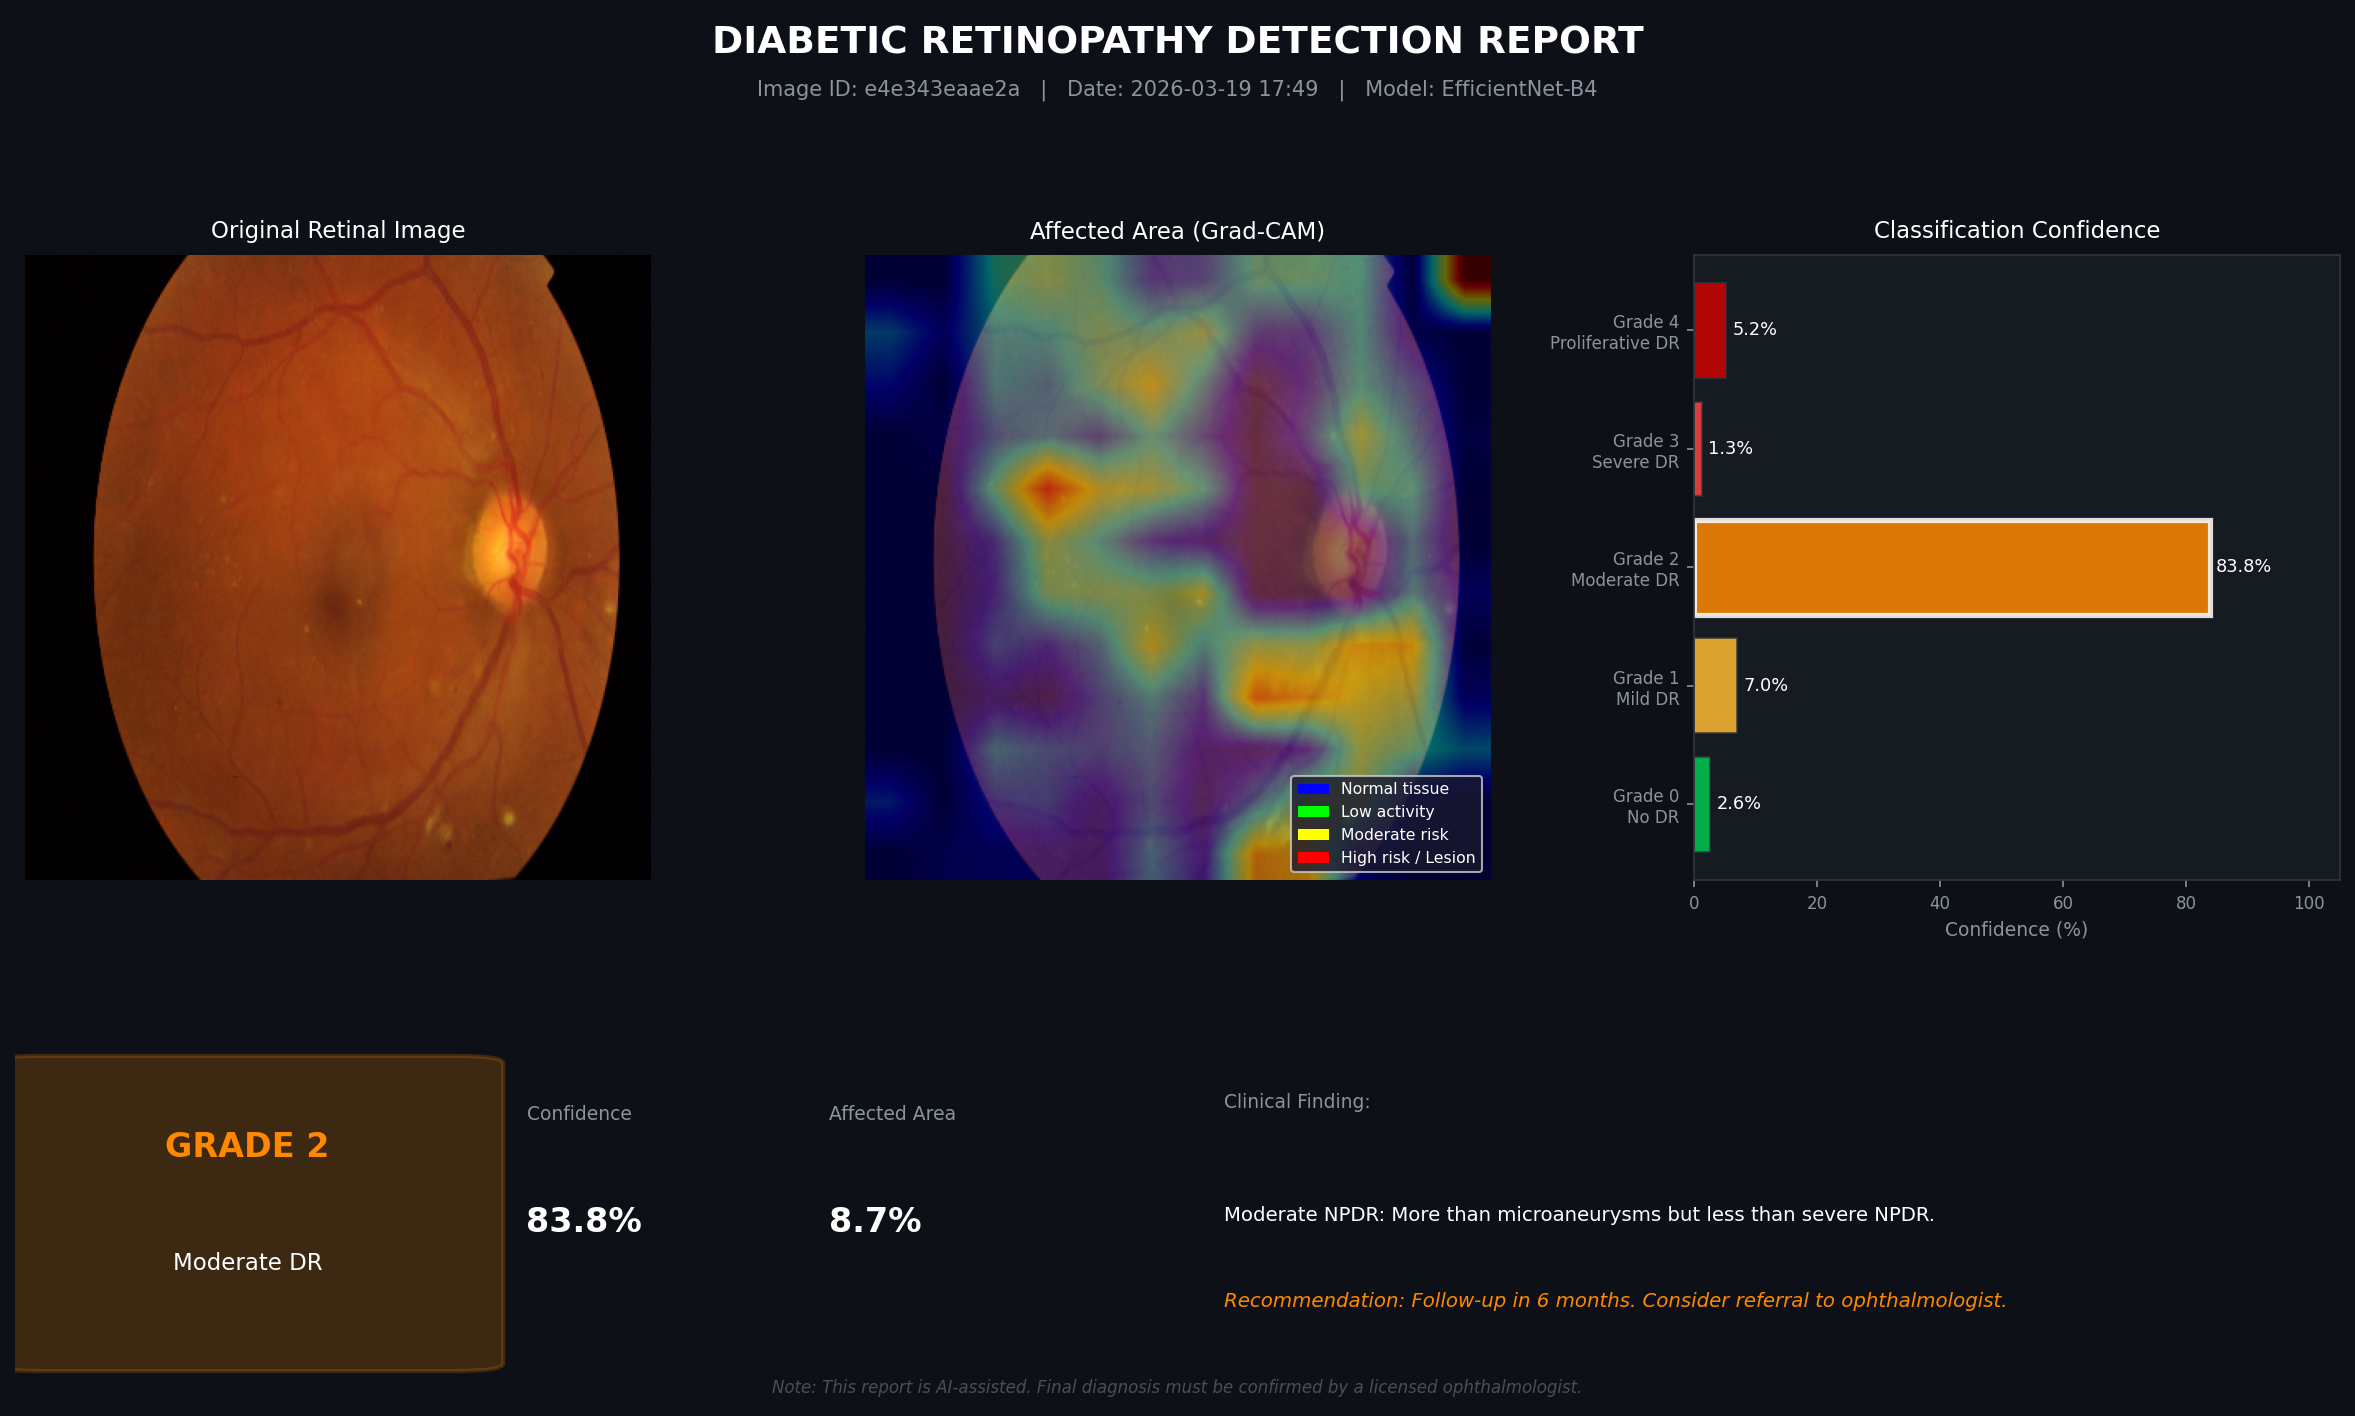 DIABETIC RETINOPATHY DETECTION REPORT
Image ID: e4e343eaae2a | Date: 2026-03-19 17:49 | Model: EfficientNet-B4
Original Retinal Image
Affected Area (Grad-CAM)
Normal tissue
Low activity
Moderate risk
High risk / Lesion
Classification Confidence
Grade 4
Proliferative DR
5.2%
Grade 3
Severe DR
1.3%
Grade 2
Moderate DR
83.8%
Grade 1
Mild DR
7.0%
Grade 0
No DR
2.6%
0 20 40 60 80 100
Confidence (%)
GRADE 2
Moderate DR
Confidence
83.8%
Affected Area
8.7%
Clinical Finding:
Moderate NPDR: More than microaneurysms but less than severe NPDR.
Recommendation: Follow-up in 6 months. Consider referral to ophthalmologist.
Note: This report is AI-assisted. Final diagnosis must be confirmed by a licensed ophthalmologist.